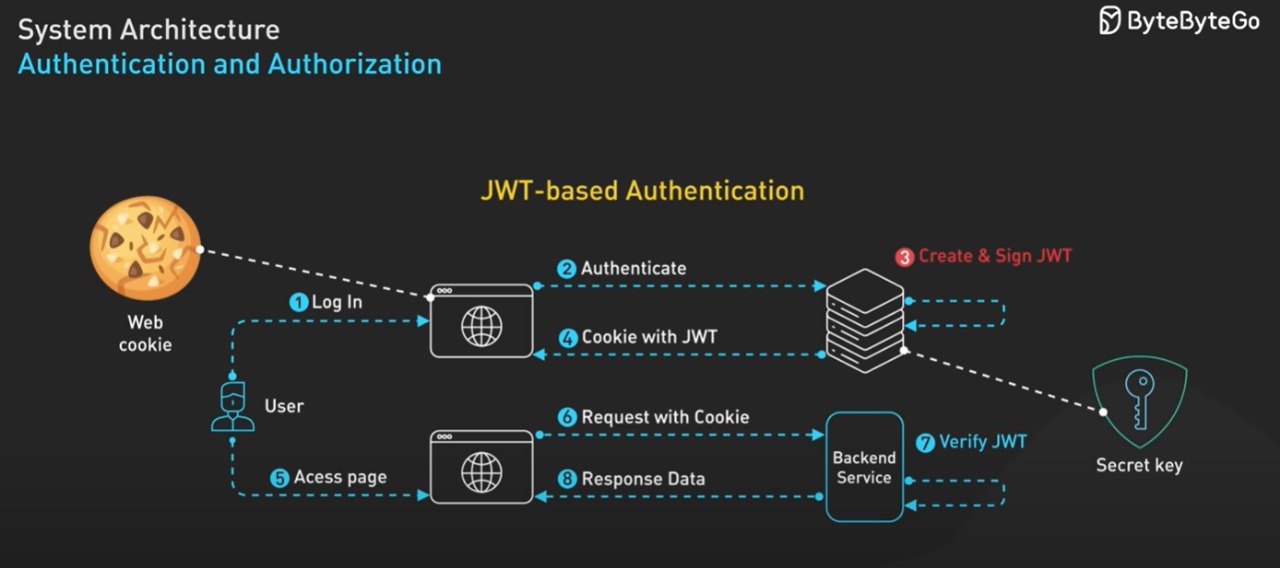 System Architecture
Authentication and Authorization
ByteByteGo
JWT-based Authentication
Web
cookie
1 Log In
2 Authenticate
3 Create & Sign JWT
4 Cookie with JWT
User
5 Acess page
6 Request with Cookie
7 Verify JWT
8 Response Data
Backend
Service
Secret key